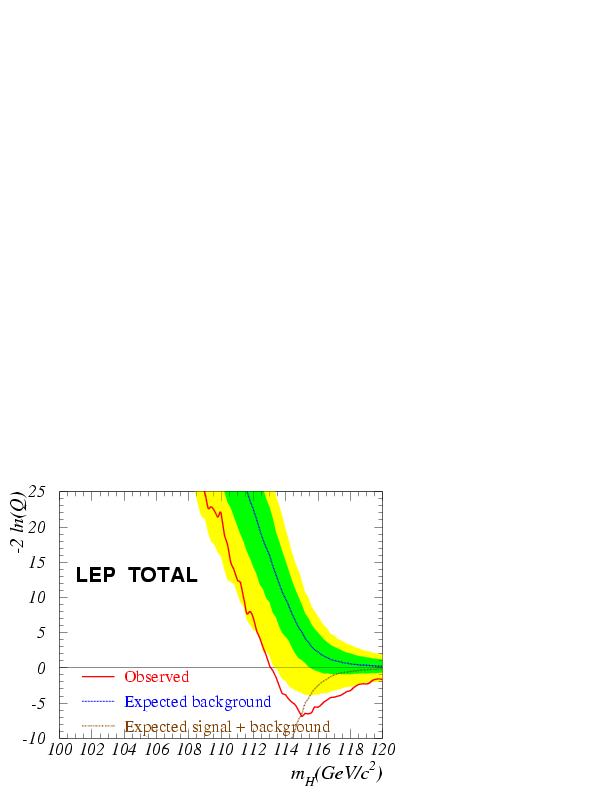 -2 ln(Q)
25
20
15
10
5
0
-5
-10
LEP TOTAL
Observed
Expected background
Expected signal + background
100 102 104 106 108 110 112 114 116 118 120
m_H(GeV/c²)